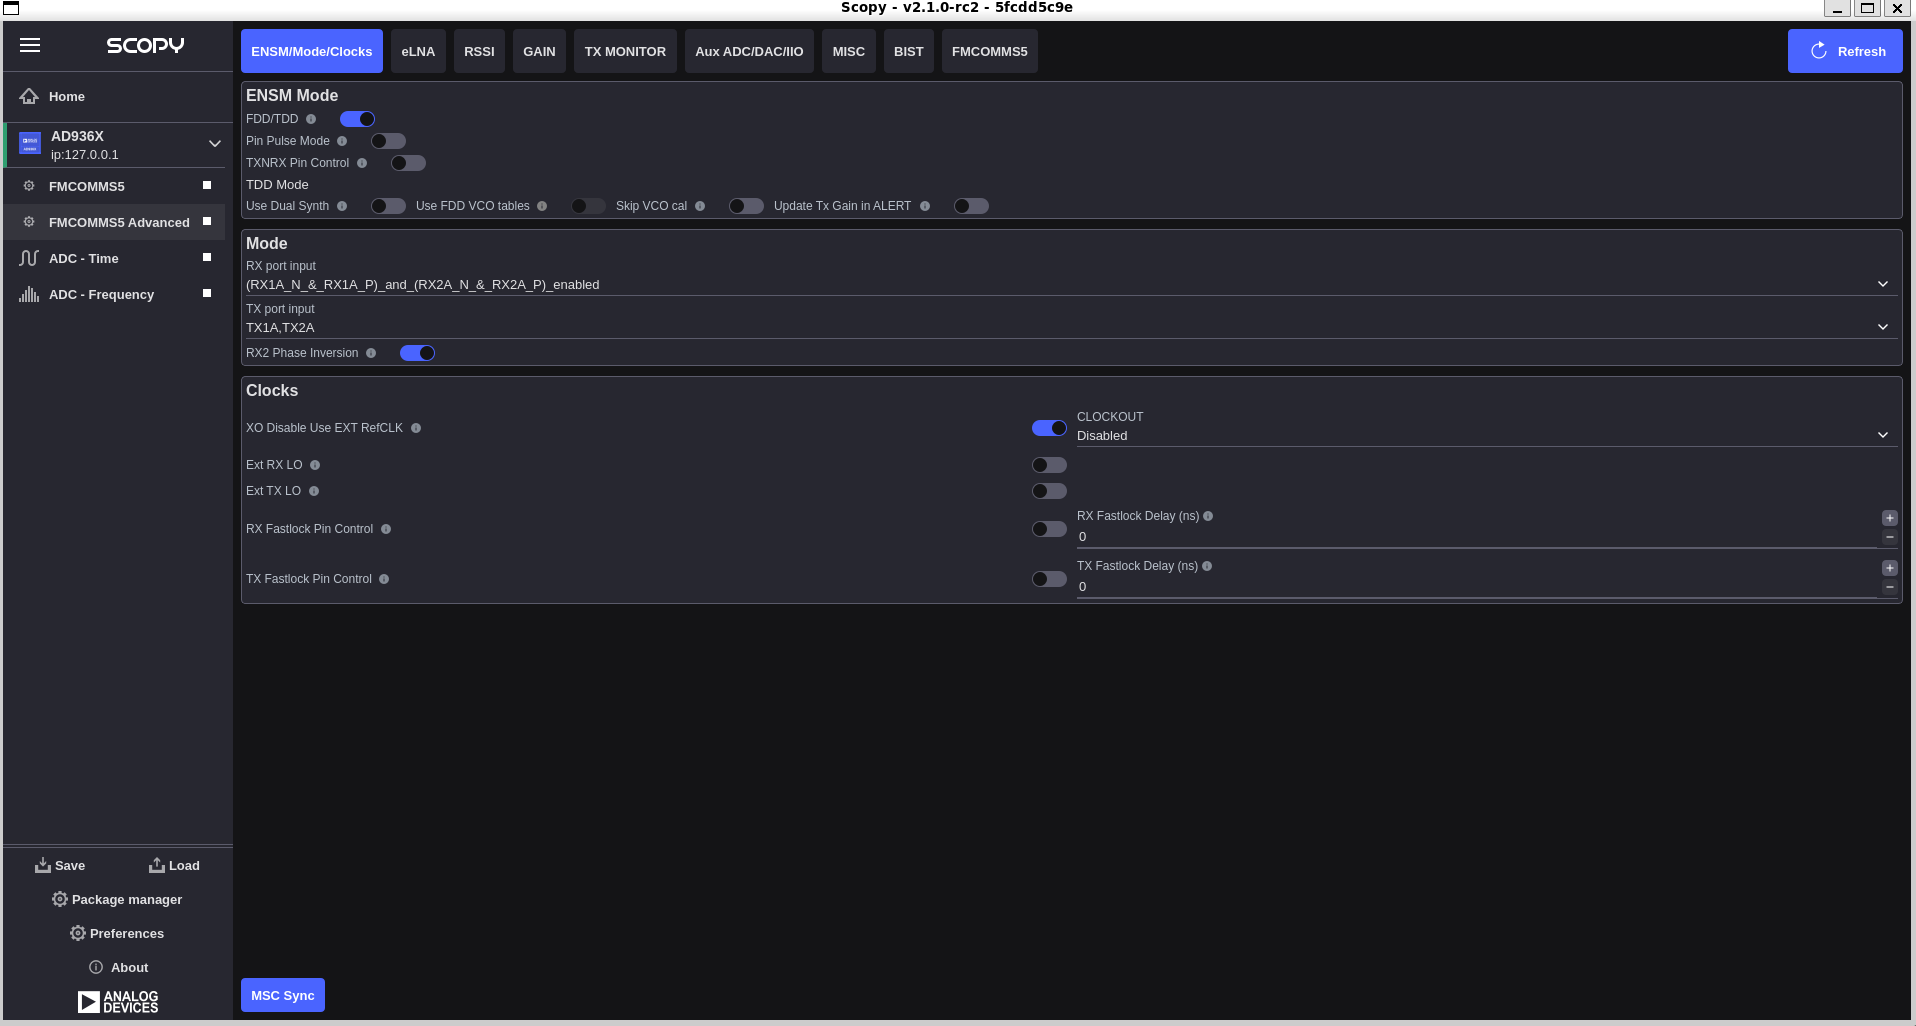 Scopy - v2.1.0-rc2 - 5fcdd5c9e
SCOPY
Home
AD936X
ip:127.0.0.1
FMCOMMS5
FMCOMMS5 Advanced
ADC - Time
ADC - Frequency
Save Load
Package manager
Preferences
About
ANALOG
DEVICES
ENSM/Mode/Clocks eLNA RSSI GAIN TX MONITOR Aux ADC/DAC/IIO MISC BIST FMCOMMS5 Refresh
ENSM Mode
FDD/TDD
Pin Pulse Mode
TXNRX Pin Control
TDD Mode
Use Dual Synth Use FDD VCO tables Skip VCO cal Update Tx Gain in ALERT
Mode
RX port input
(RX1A_N_&_RX1A_P)_and_(RX2A_N_&_RX2A_P)_enabled
TX port input
TX1A,TX2A
RX2 Phase Inversion
Clocks
XO Disable Use EXT RefCLK
CLOCKOUT
Disabled
Ext RX LO
Ext TX LO
RX Fastlock Pin Control
RX Fastlock Delay (ns)
0
TX Fastlock Pin Control
TX Fastlock Delay (ns)
0
MSC Sync